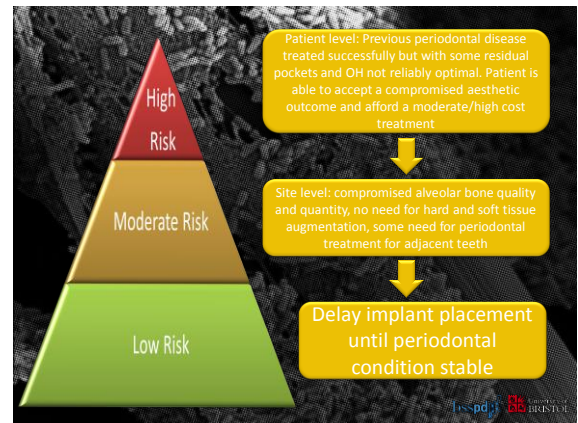 High
Risk
Moderate Risk
Low Risk
Patient level: Previous periodontal disease
treated successfully but with some residual
pockets and OH not reliably optimal. Patient is
able to accept a compromised aesthetic
outcome and afford a moderate/high cost
treatment
Site level: compromised alveolar bone quality
and quantity, no need for hard and soft tissue
augmentation, some need for periodontal
treatment for adjacent teeth
Delay implant placement
until periodontal
condition stable
University of
BRISTOL